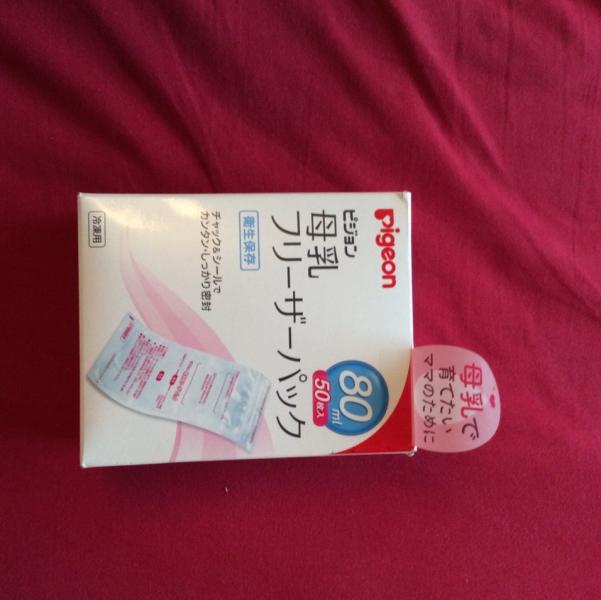 母乳で
育てたい
ママのために
Pigeon
ピジョン
母乳
フリーザーパック
80ml
50枚入
衛生保存
チャック&シールで
カンタン・しっかり密封
冷凍用